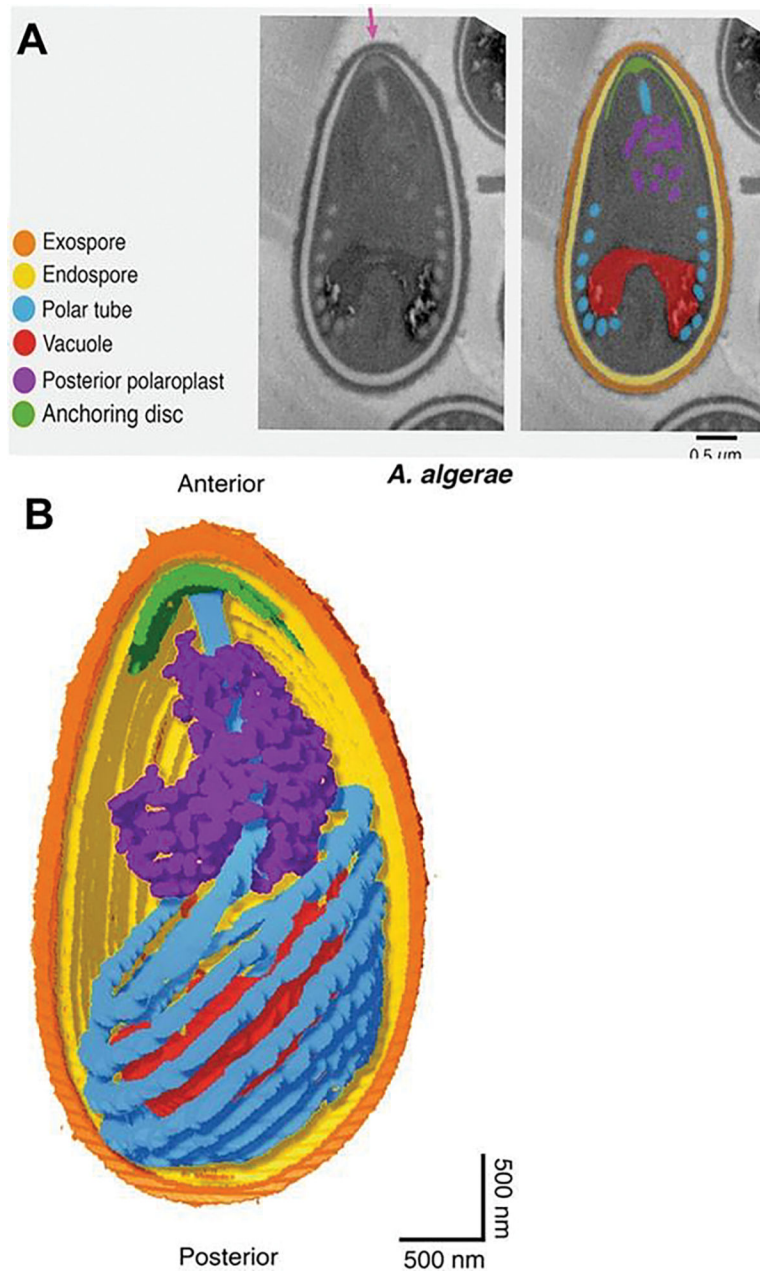 A
Exospore
Endospore
Polar tube
Vacuole
Posterior polaroplast
Anchoring disc
0.5 µm
A. algerae
Anterior
B
500 nm
500 nm
Posterior